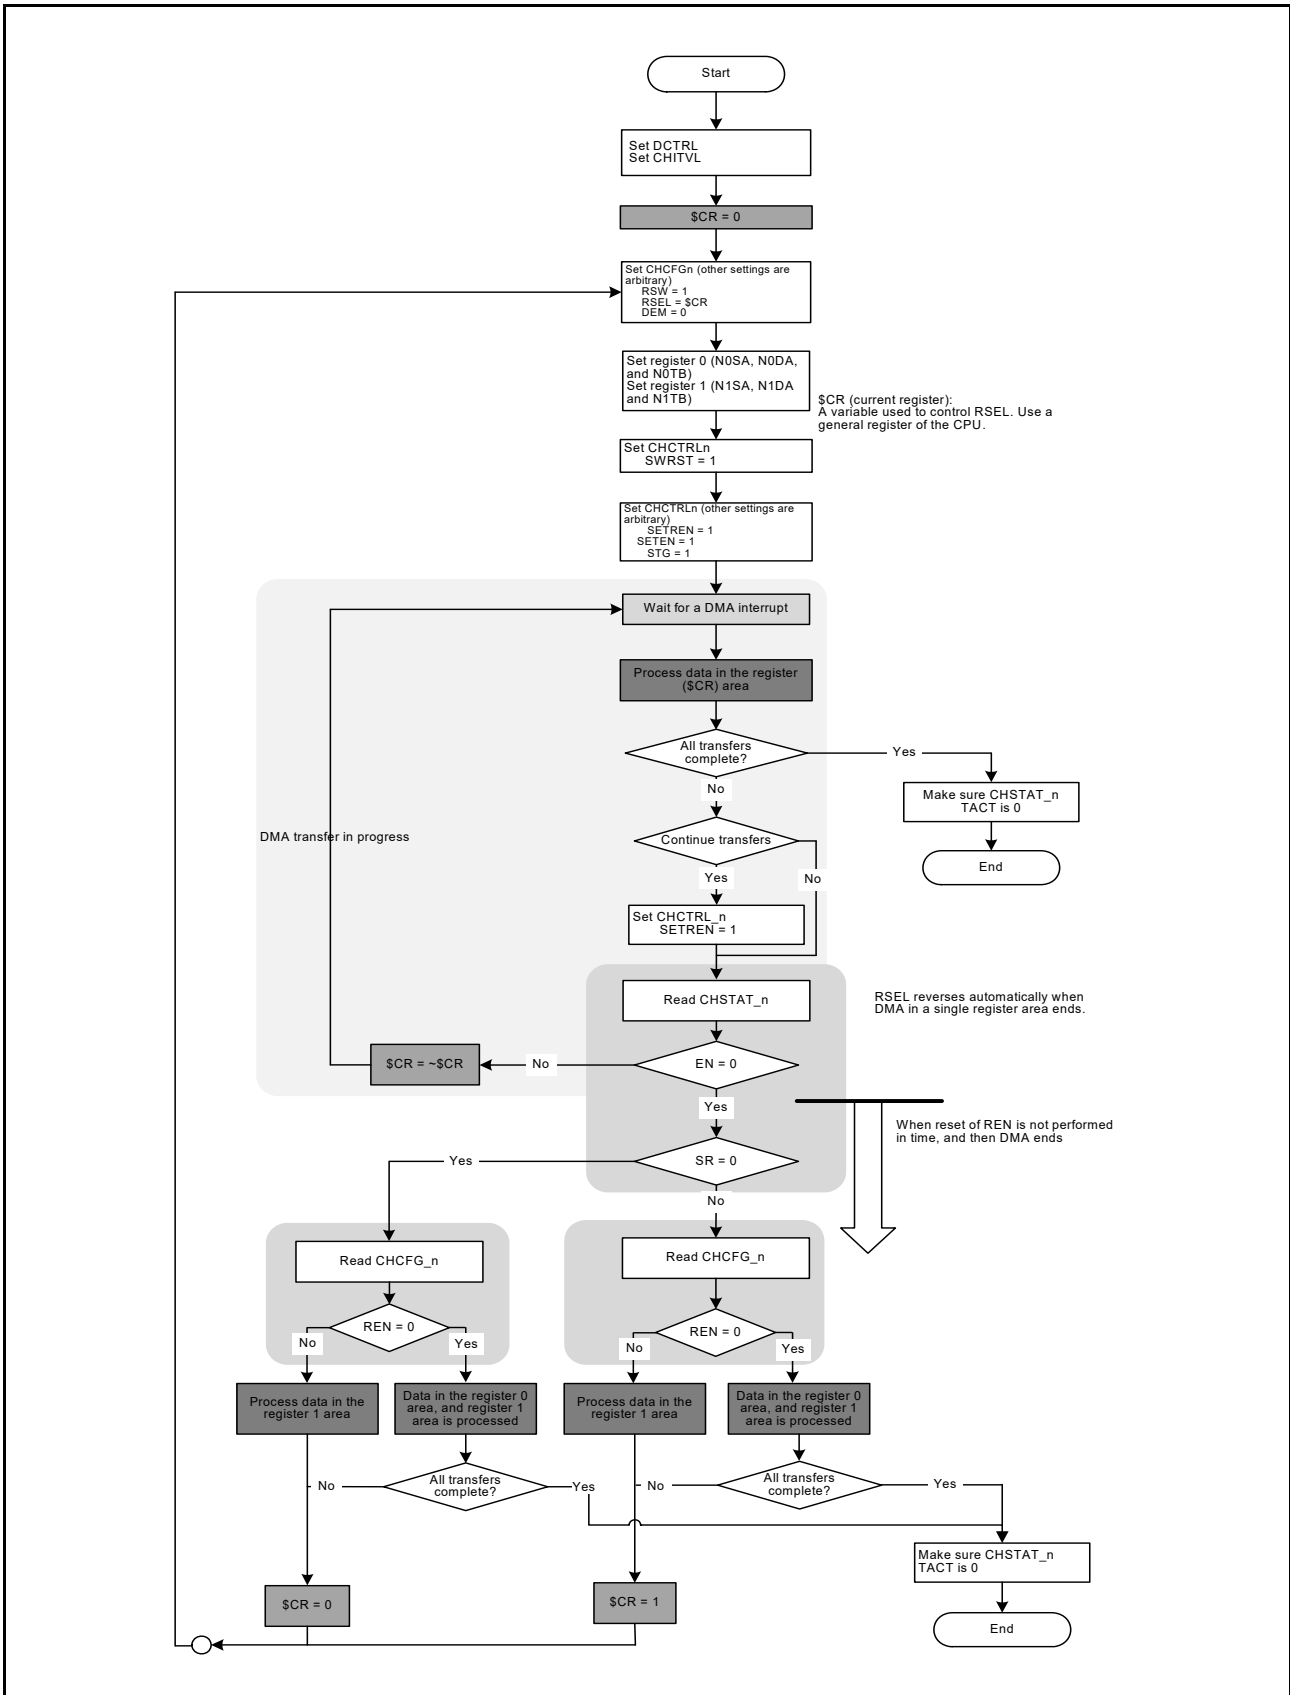 Start
Set DCTRL
Set CHITVL
$CR = 0
Set CHCFGn (other settings are
arbitrary)
RSW = 1
RSEL = $CR
DEM = 0
Set register 0 (N0SA, N0DA,
and N0TB)
Set register 1 (N1SA, N1DA
and N1TB)
$CR (current register):
A variable used to control RSEL. Use a
general register of the CPU.
Set CHCTRLn
SWRST = 1
Set CHCTRLn (other settings are
arbitrary)
SETREN = 1
SETEN = 1
STG = 1
Wait for a DMA interrupt
Process data in the register
($CR) area
All transfers
complete?
Yes
No
Make sure CHSTAT_n
TACT is 0
End
DMA transfer in progress
Continue transfers
Yes
No
Set CHCTRL_n
SETREN = 1
Read CHSTAT_n
RSEL reverses automatically when
DMA in a single register area ends.
EN = 0
No
$CR = ~$CR
Yes
When reset of REN is not performed
in time, and then DMA ends
SR = 0
Yes
No
Read CHCFG_n
Read CHCFG_n
REN = 0
REN = 0
No
Yes
No
Yes
Process data in the
register 1 area
Data in the register 0
area, and register 1
area is processed
Process data in the
register 1 area
Data in the register 0
area, and register 1
area is processed
All transfers
complete?
No
Yes
All transfers
complete?
No
Yes
Make sure CHSTAT_n
TACT is 0
$CR = 0
$CR = 1
End